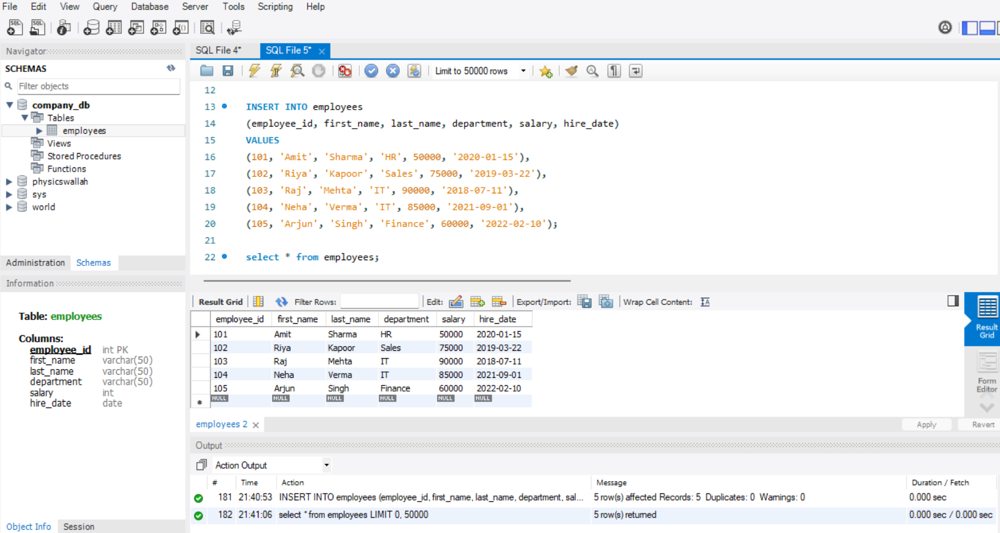 File Edit View Query Database Server Tools Scripting Help
Navigator
SCHEMAS
Filter objects
company_db
Tables
employees
Views
Stored Procedures
Functions
physicswallah
sys
world
Administration Schemas
Information
Table: employees
Columns:
employee_id int PK
first_name varchar(50)
last_name varchar(50)
department varchar(50)
salary int
hire_date date
Object Info Session
SQL File 4* SQL File 5*
Limit to 50000 rows
12
13 INSERT INTO employees
14 (employee_id, first_name, last_name, department, salary, hire_date)
15 VALUES
16 (101, 'Amit', 'Sharma', 'HR', 50000, '2020-01-15'),
17 (102, 'Riya', 'Kapoor', 'Sales', 75000, '2019-03-22'),
18 (103, 'Raj', 'Mehta', 'IT', 90000, '2018-07-11'),
19 (104, 'Neha', 'Verma', 'IT', 85000, '2021-09-01'),
20 (105, 'Arjun', 'Singh', 'Finance', 60000, '2022-02-10');
21
22 select * from employees;
Result Grid Filter Rows: Edit: Export/Import: Wrap Cell Content:
employee_id first_name last_name department salary hire_date
101 Amit Sharma HR 50000 2020-01-15
102 Riya Kapoor Sales 75000 2019-03-22
103 Raj Mehta IT 90000 2018-07-11
104 Neha Verma IT 85000 2021-09-01
105 Arjun Singh Finance 60000 2022-02-10
NULL NULL NULL NULL NULL NULL
Result
Grid
Form
Editor
employees 2
Apply Revert
Output
Action Output
# Time Action Message Duration / Fetch
181 21:40:53 INSERT INTO employees (employee_id, first_name, last_name, department, sal... 5 row(s) affected Records: 5 Duplicates: 0 Warnings: 0 0.000 sec
182 21:41:06 select * from employees LIMIT 0, 50000 5 row(s) returned 0.000 sec / 0.000 sec